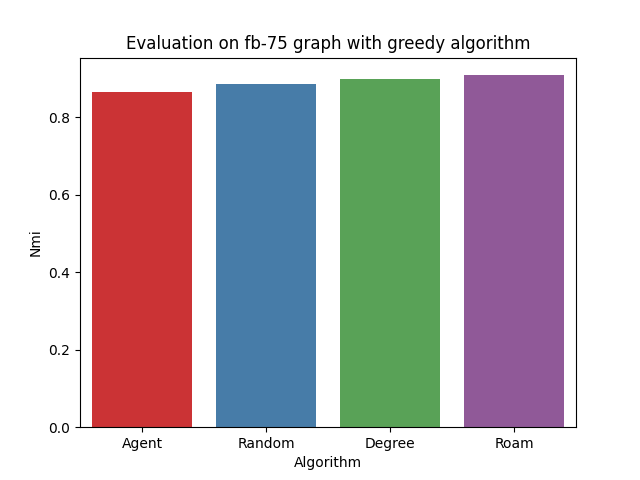 Evaluation on fb-75 graph with greedy algorithm
0.8
0.6
0.4
0.2
0.0
Nmi
Agent Random Degree Roam
Algorithm